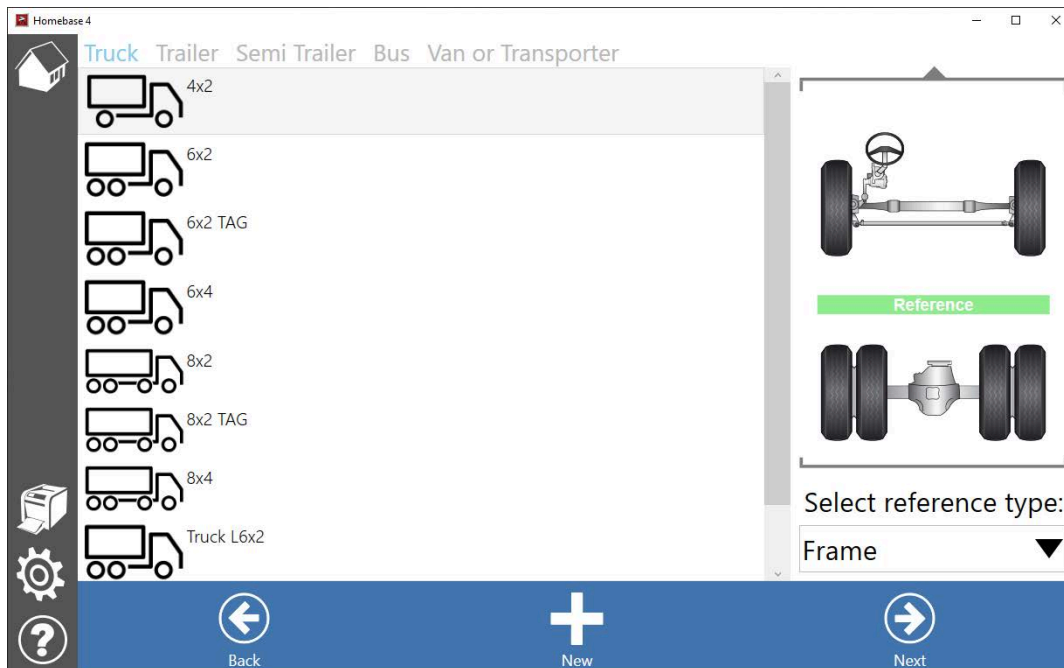 Homebase 4
Truck Trailer Semi Trailer Bus Van or Transporter
4x2
6x2
6x2 TAG
6x4
8x2
8x2 TAG
8x4
Truck L6x2
Reference
Select reference type:
Frame
Back New Next